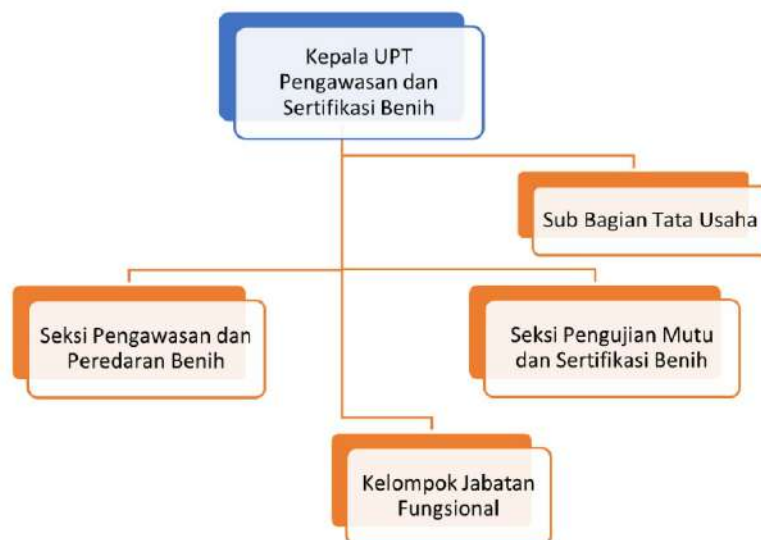 Kepala UPT
Pengawasan dan
Sertifikasi Benih
Sub Bagian Tata Usaha
Seksi Pengawasan dan
Peredaran Benih
Seksi Pengujian Mutu
dan Sertifikasi Benih
Kelompok Jabatan
Fungsional